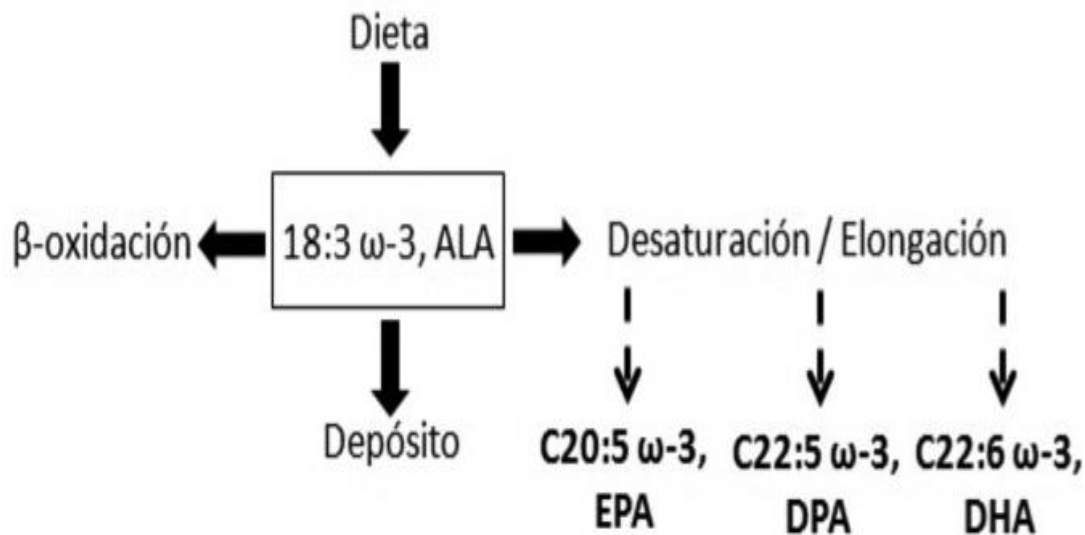 Dieta
β-oxidación
18:3 ω-3, ALA
Desaturación / Elongación
Depósito
C20:5 ω-3,
EPA
C22:5 ω-3,
DPA
C22:6 ω-3,
DHA